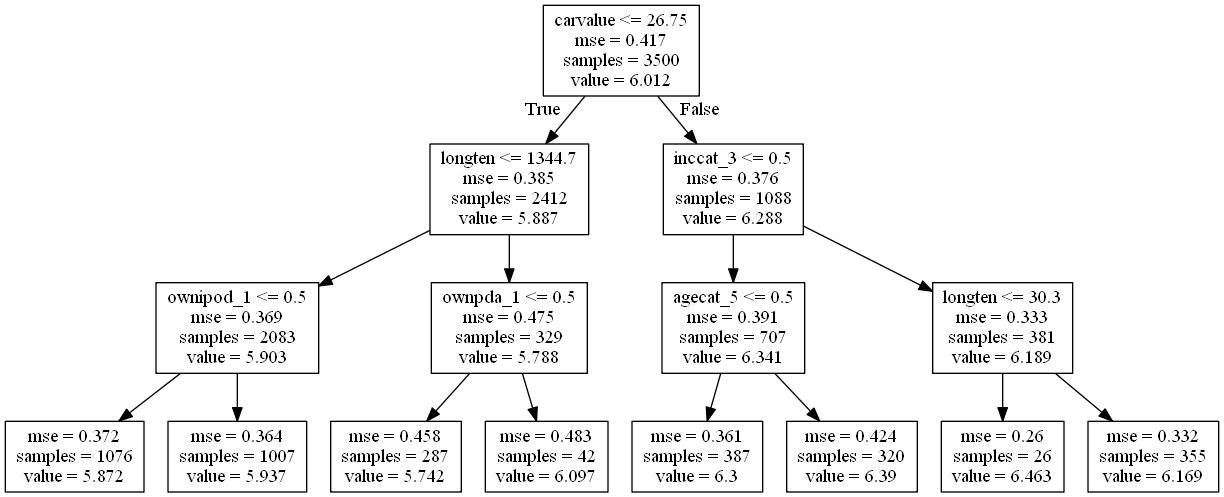 carvalue <= 26.75
mse = 0.417
samples = 3500
value = 6.012
True
False
longten <= 1344.7
mse = 0.385
samples = 2412
value = 5.887
inccat_3 <= 0.5
mse = 0.376
samples = 1088
value = 6.288
ownipod_1 <= 0.5
mse = 0.369
samples = 2083
value = 5.903
ownpda_1 <= 0.5
mse = 0.475
samples = 329
value = 5.788
agecat_5 <= 0.5
mse = 0.391
samples = 707
value = 6.341
longten <= 30.3
mse = 0.333
samples = 381
value = 6.189
mse = 0.372
samples = 1076
value = 5.872
mse = 0.364
samples = 1007
value = 5.937
mse = 0.458
samples = 287
value = 5.742
mse = 0.483
samples = 42
value = 6.097
mse = 0.361
samples = 387
value = 6.3
mse = 0.424
samples = 320
value = 6.39
mse = 0.26
samples = 26
value = 6.463
mse = 0.332
samples = 355
value = 6.169